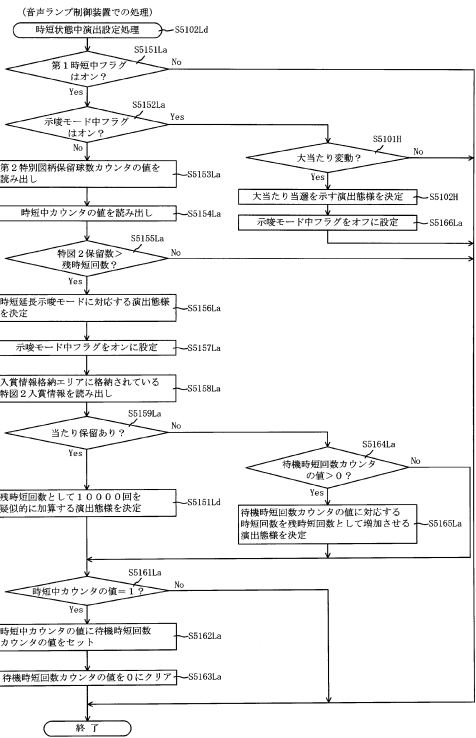 (音声ランプ制御装置での処理)
時短状態中演出設定処理
S5102Ld
S5151La
第1時短中フラグ
はオン?
No
Yes
S5152La
示唆モード中フラグ
はオン?
Yes
No
S5101H
大当たり変動?
No
Yes
第2特別図柄保留球数カウンタの値を
読み出し
S5153La
大当たり当選を示す演出態様を決定
S5102H
時短中カウンタの値を読み出し
S5154La
示唆モード中フラグをオフに設定
S5166La
S5155La
特図2保留数>
残時短回数?
No
Yes
時短延長示唆モードに対応する演出態様
を決定
S5156La
示唆モード中フラグをオンに設定
S5157La
入賞情報格納エリアに格納されている
特図2入賞情報を読み出し
S5158La
S5159La
当たり保留あり?
No
Yes
S5164La
待機時短回数カウンタ
の値>0?
No
Yes
残時短回数として10000回を
疑似的に加算する演出態様を決定
S5151Ld
待機時短回数カウンタの値に対応する
時短回数を残時短回数として増加させる
演出態様を決定
S5165La
S5161La
時短中カウンタの値=1?
No
Yes
時短中カウンタの値に待機時短回数
カウンタの値をセット
S5162La
待機時短回数カウンタの値を0にクリア
S5163La
終了